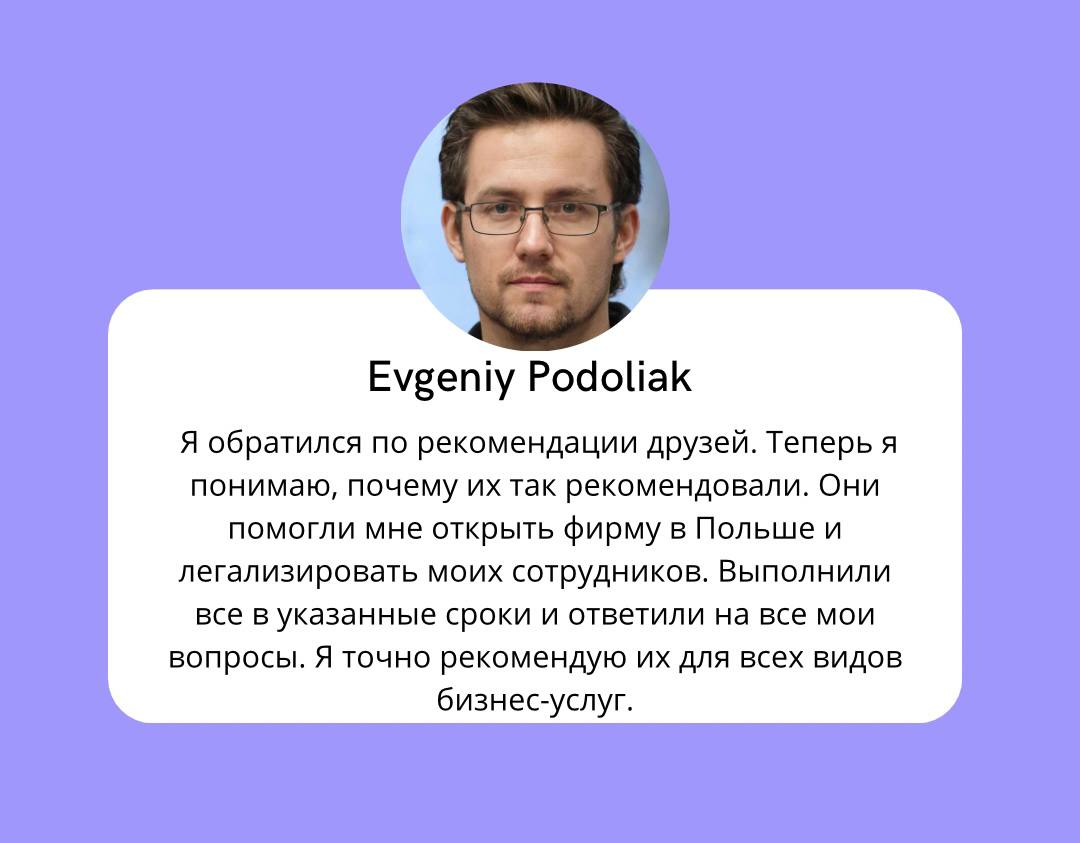 Evgeniy Podoliak
Я обратился по рекомендации друзей. Теперь я
понимаю, почему их так рекомендовали. Они
помогли мне открыть фирму в Польше и
легализировать моих сотрудников. Выполнили
все в указанные сроки и ответили на все мои
вопросы. Я точно рекомендую их для всех видов
бизнес-услуг.